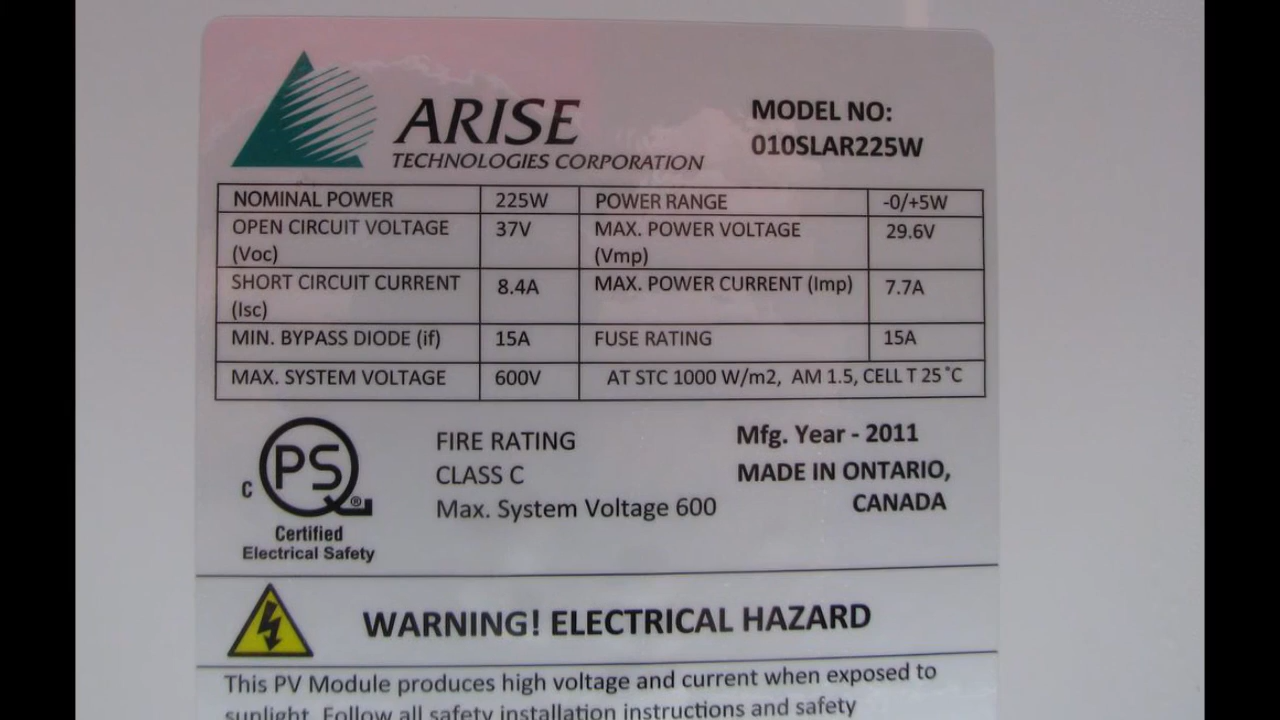 ARISE
TECHNOLOGIES CORPORATION
MODEL NO:
010SLAR225W
NOMINAL POWER 225W POWER RANGE -0/+5W
OPEN CIRCUIT VOLTAGE (Voc) 37V MAX. POWER VOLTAGE (Vmp) 29.6V
SHORT CIRCUIT CURRENT (Isc) 8.4A MAX. POWER CURRENT (Imp) 7.7A
MIN. BYPASS DIODE (if) 15A FUSE RATING 15A
MAX. SYSTEM VOLTAGE 600V AT STC 1000 W/m2, AM 1.5, CELL T 25˚C
C PS ®
Certified
Electrical Safety
FIRE RATING
CLASS C
Max. System Voltage 600
Mfg. Year - 2011
MADE IN ONTARIO,
CANADA
WARNING! ELECTRICAL HAZARD
This PV Module produces high voltage and current when exposed to
sunlight. Follow all safety installation instructions and safety